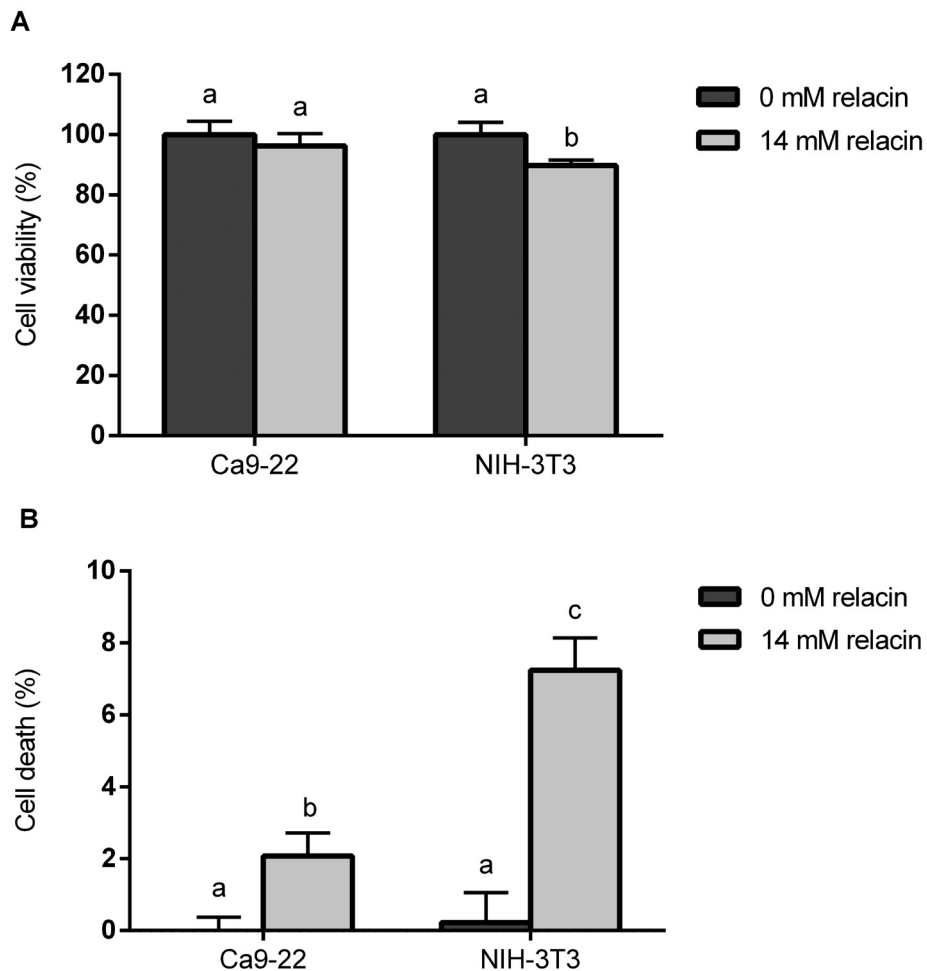 A
120
100
80
60
40
20
0
Cell viability (%)
a
a
a
b
Ca9-22
NIH-3T3
0 mM relacin
14 mM relacin
B
10
8
6
4
2
0
Cell death (%)
a
b
a
c
Ca9-22
NIH-3T3
0 mM relacin
14 mM relacin